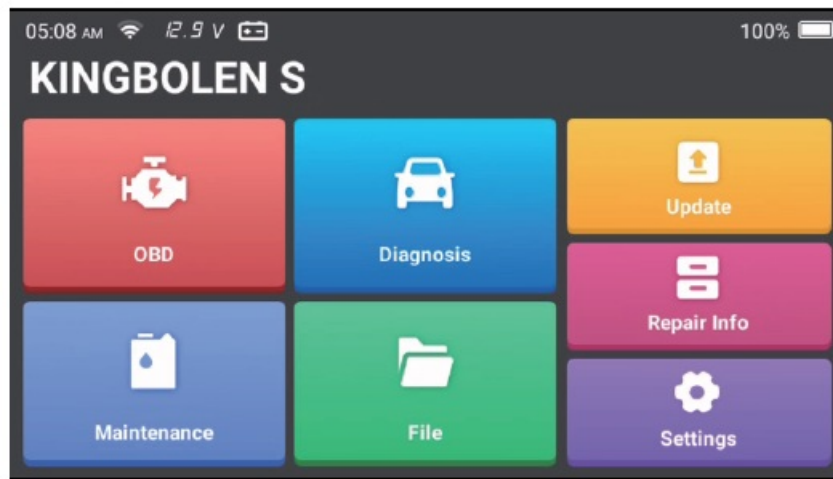 05:08 AM 12.9 V 100%
KINGBOLEN S
OBD
Diagnosis
Update
Repair Info
Maintenance
File
Settings